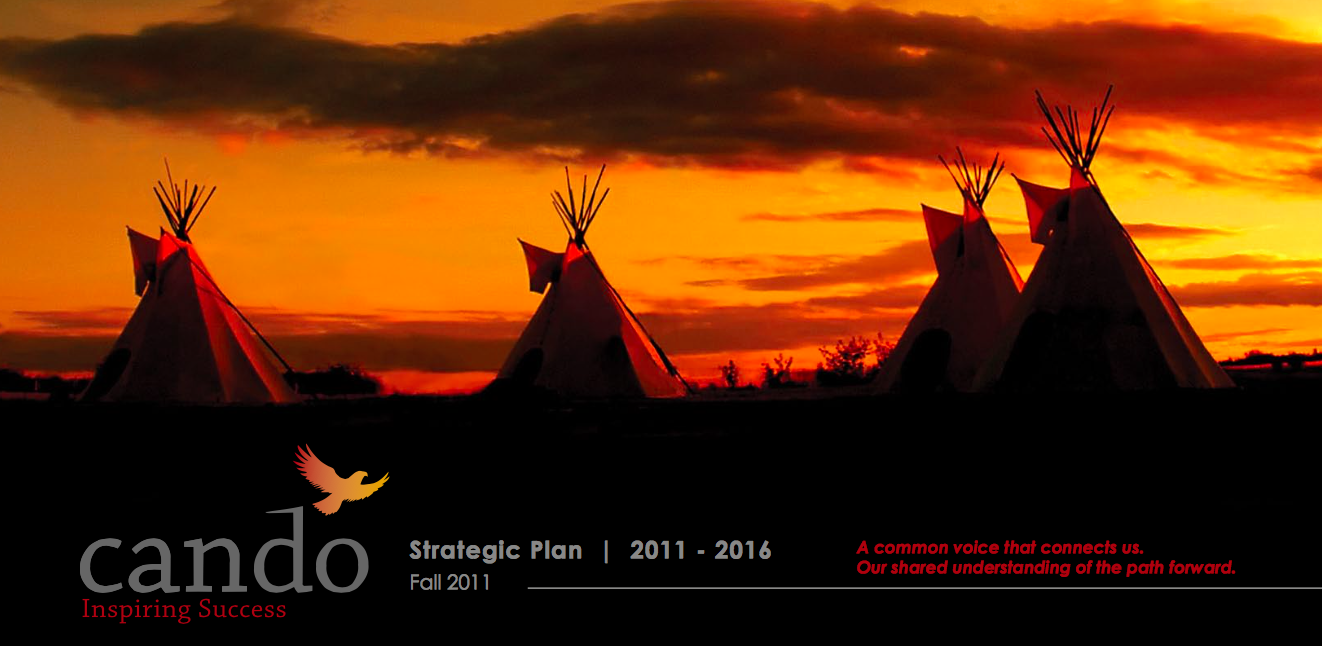 cando
Inspiring Success
Strategic Plan | 2011 - 2016
Fall 2011
A common voice that connects us.
Our shared understanding of the path forward.